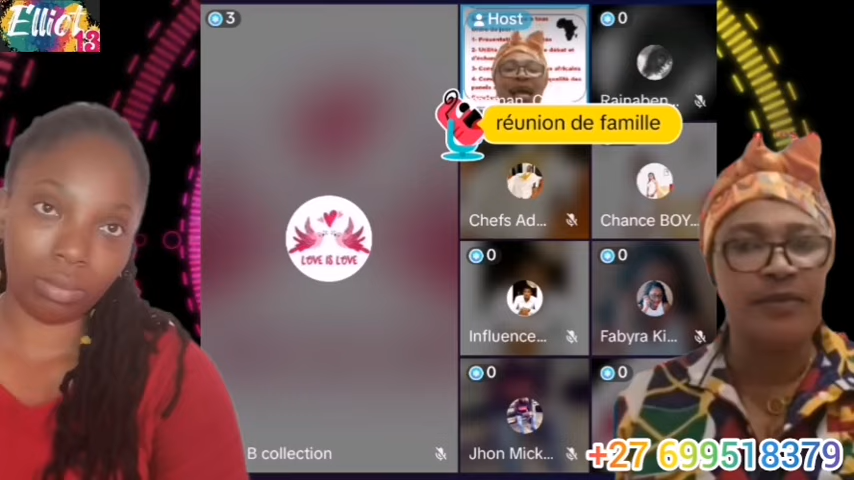 Elliot
13
3
Host
0
réunion de famille
LOVE IS LOVE
B collection
Chefs Ad...
Chance BOY...
0
Influence...
0
Fabyra Ki...
0
Jhon Mick...
0
+27 699518379